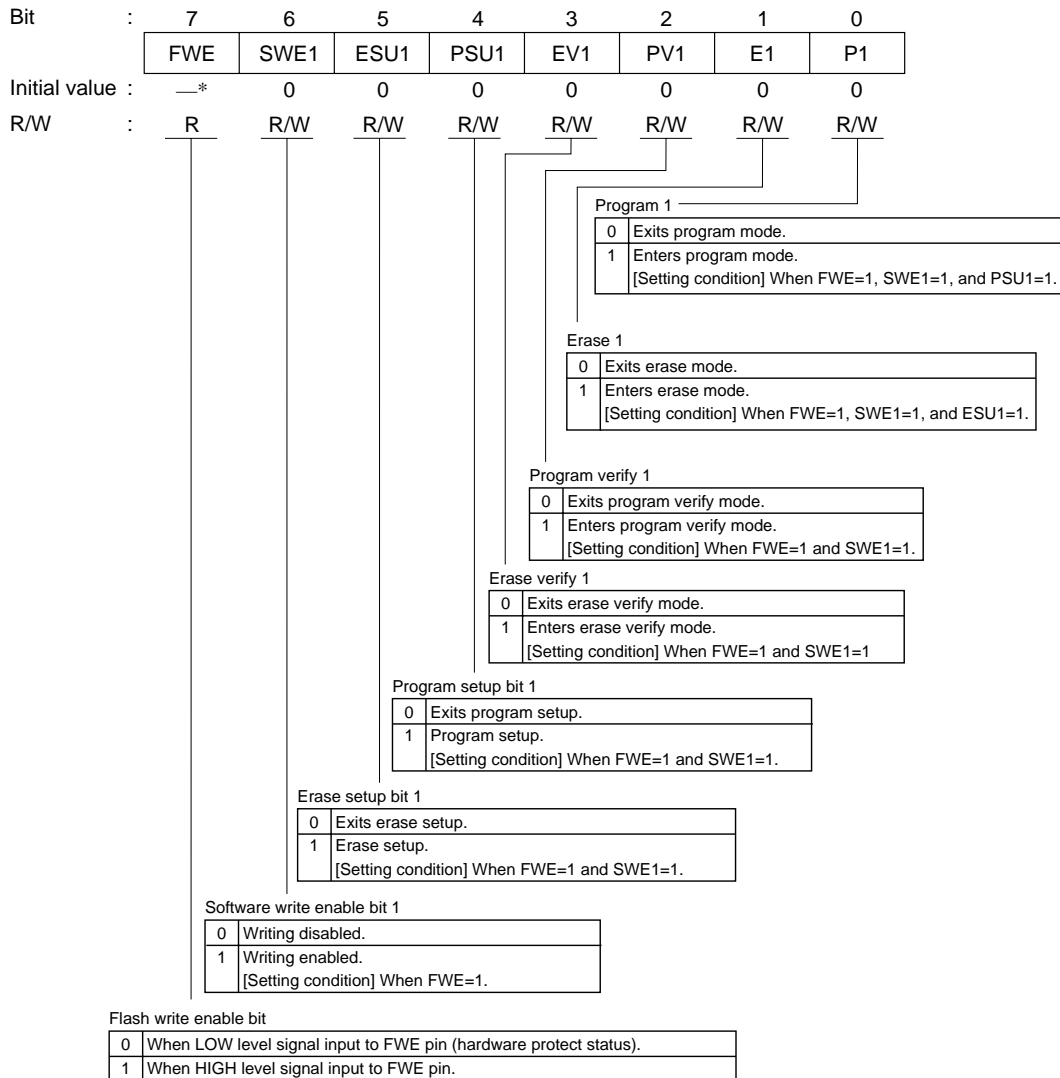 Bit : 7 6 5 4 3 2 1 0
FWE SWE1 ESU1 PSU1 EV1 PV1 E1 P1
Initial value : —* 0 0 0 0 0 0 0
R/W : R R/W R/W R/W R/W R/W R/W R/W
Program 1
0 Exits program mode.
1 Enters program mode.
[Setting condition] When FWE=1, SWE1=1, and PSU1=1.
Erase 1
0 Exits erase mode.
1 Enters erase mode.
[Setting condition] When FWE=1, SWE1=1, and ESU1=1.
Program verify 1
0 Exits program verify mode.
1 Enters program verify mode.
[Setting condition] When FWE=1 and SWE1=1.
Erase verify 1
0 Exits erase verify mode.
1 Enters erase verify mode.
[Setting condition] When FWE=1 and SWE1=1
Program setup bit 1
0 Exits program setup.
1 Program setup.
[Setting condition] When FWE=1 and SWE1=1.
Erase setup bit 1
0 Exits erase setup.
1 Erase setup.
[Setting condition] When FWE=1 and SWE1=1.
Software write enable bit 1
0 Writing disabled.
1 Writing enabled.
[Setting condition] When FWE=1.
Flash write enable bit
0 When LOW level signal input to FWE pin (hardware protect status).
1 When HIGH level signal input to FWE pin.